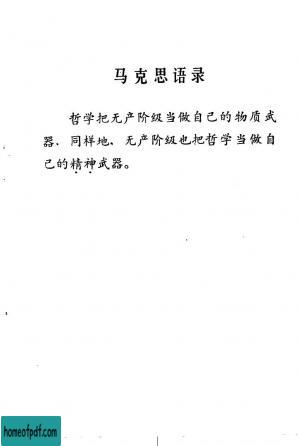 马克思语录
哲学把无产阶级当做自己的物质武
器，同样地，无产阶级也把哲学当做自
己的精神武器。
homeofpdf.com